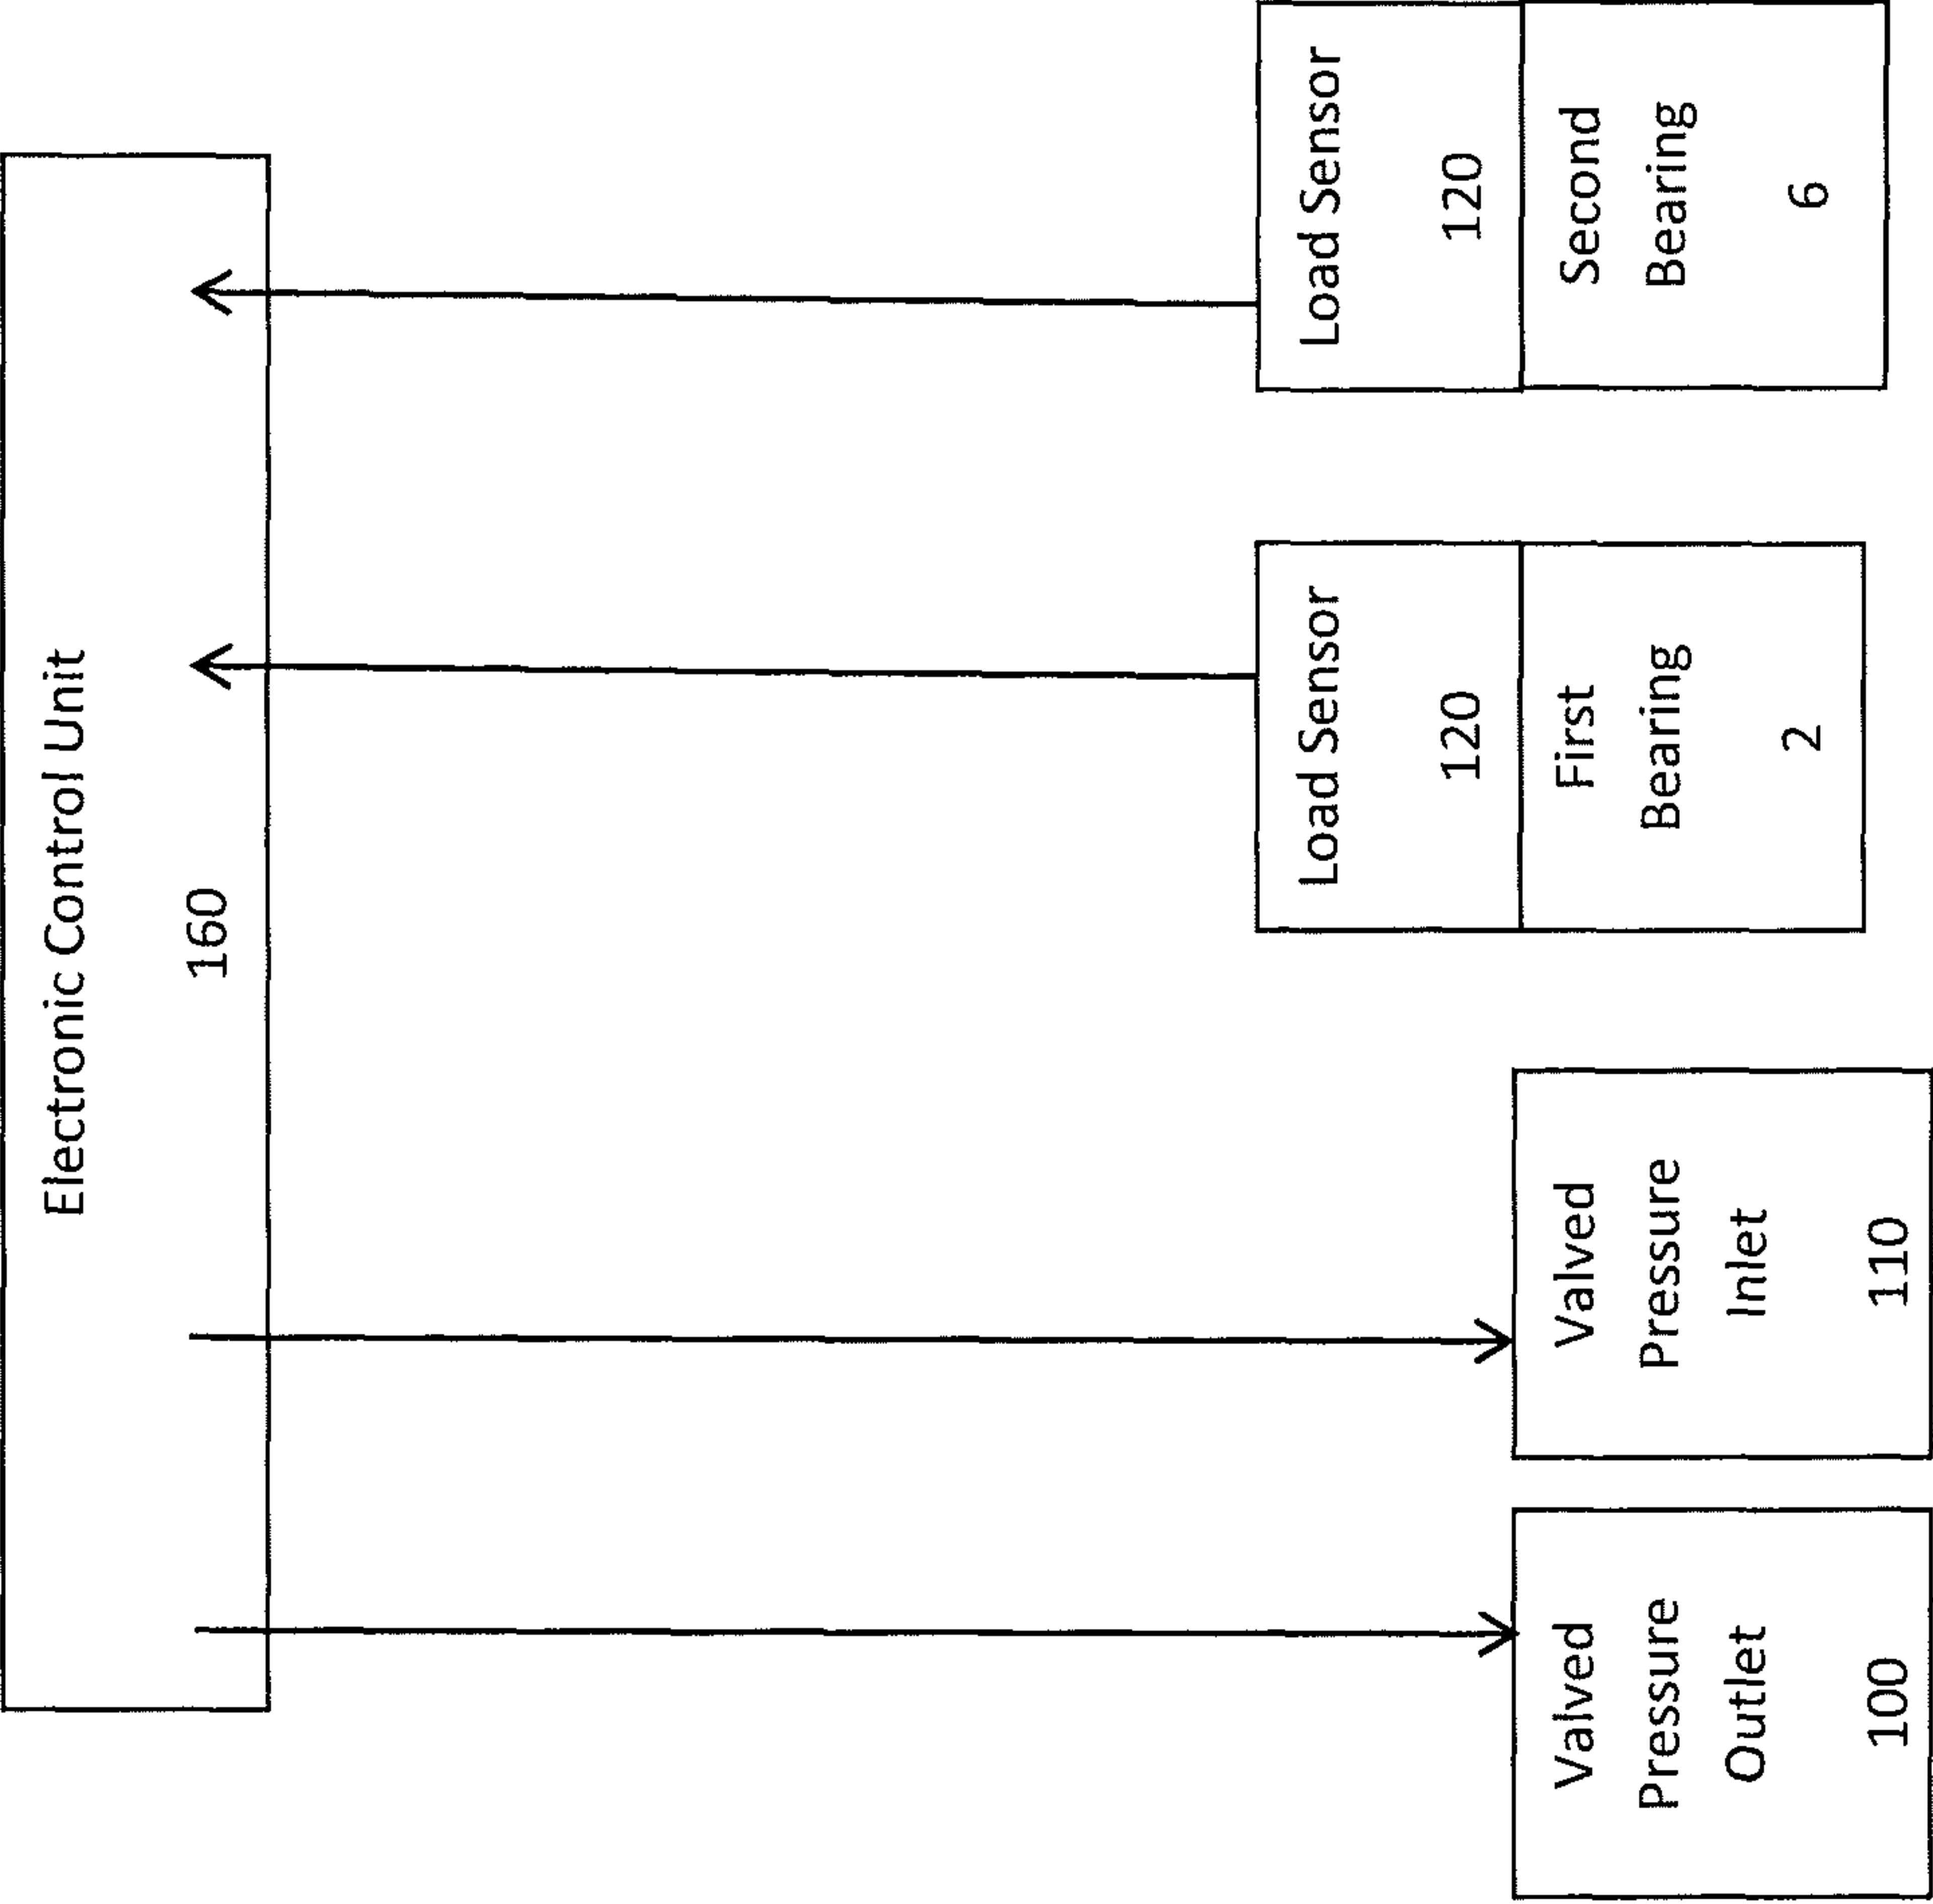 Electronic Control Unit
160
Valved
Pressure
Outlet
100
Valved
Pressure
Inlet
110
Load Sensor
120
First
Bearing
2
Load Sensor
120
Second
Bearing
6